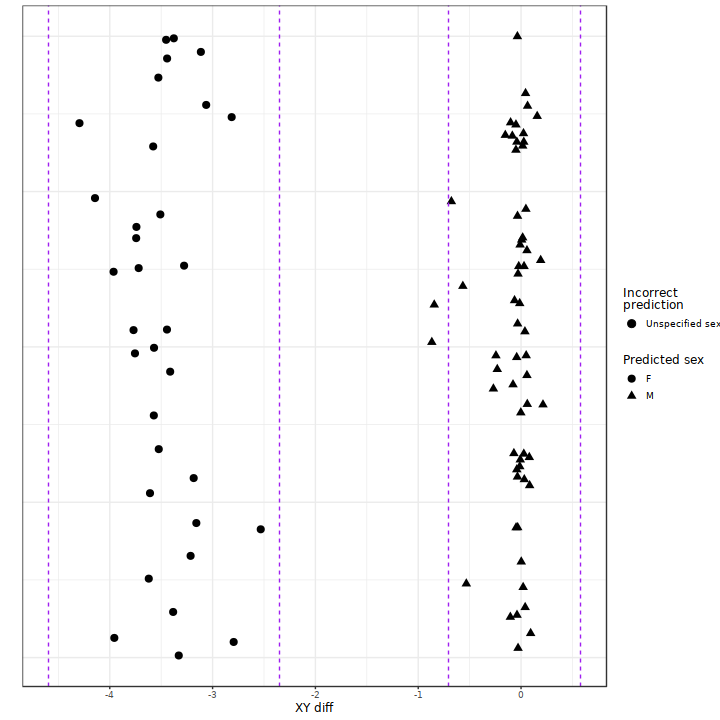 -4
-3
-2
-1
0
XY diff
Incorrect
prediction
Unspecified sex
Predicted sex
F
M